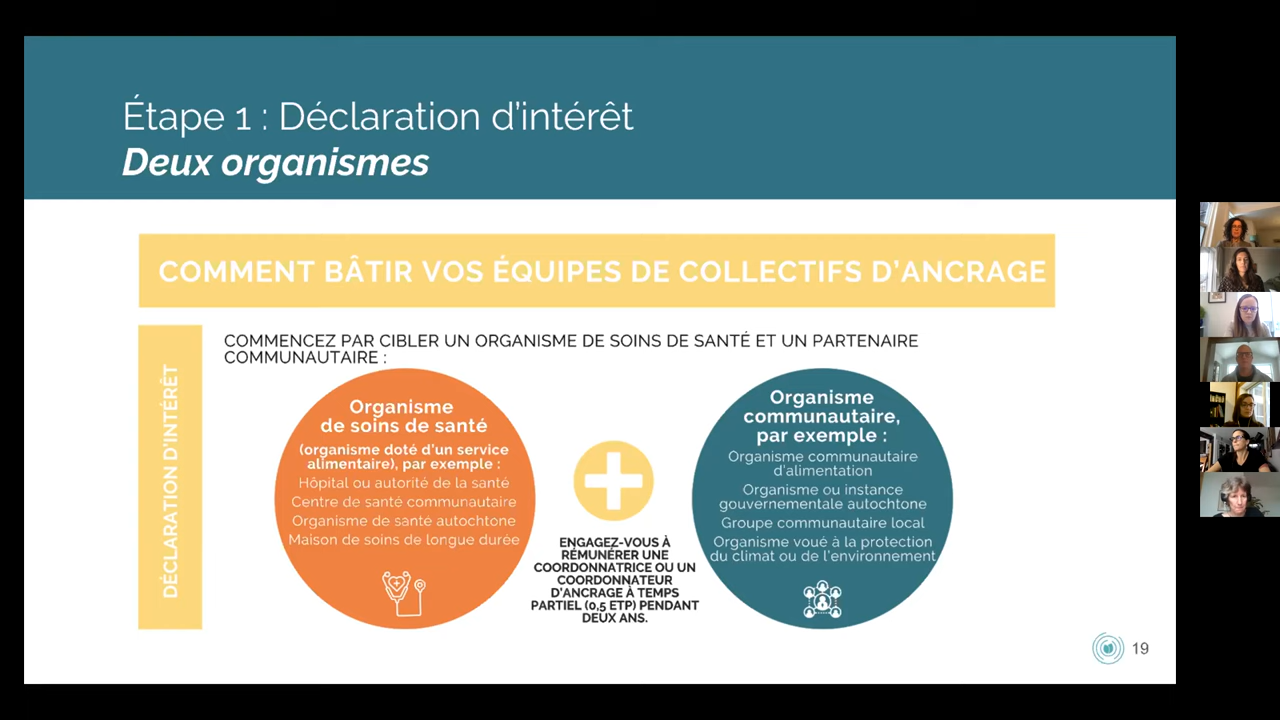 Étape 1 : Déclaration d'intérêt
Deux organismes
COMMENT BÂTIR VOS ÉQUIPES DE COLLECTIFS D'ANCRAGE
DÉCLARATION D'INTÉRÊT
COMMENCEZ PAR CIBLER UN ORGANISME DE SOINS DE SANTÉ ET UN PARTENAIRE
COMMUNAUTAIRE :
Organisme
de soins de santé
(organisme doté d'un service
alimentaire), par exemple :
Hôpital ou autorité de la santé
Centre de santé communautaire
Organisme de santé autochtone
Maison de soins de longue durée
ENGAGEZ-VOUS À
RÉMUNÉRER UNE
COORDONNATRICE OU UN
COORDONNATEUR
D'ANCRAGE À TEMPS
PARTIEL (0,5 ETP) PENDANT
DEUX ANS.
Organisme
communautaire,
par exemple :
Organisme communautaire
d'alimentation
Organisme ou instance
gouvernementale autochtone
Groupe communautaire local
Organisme voué à la protection
du climat ou de l'environnement
19